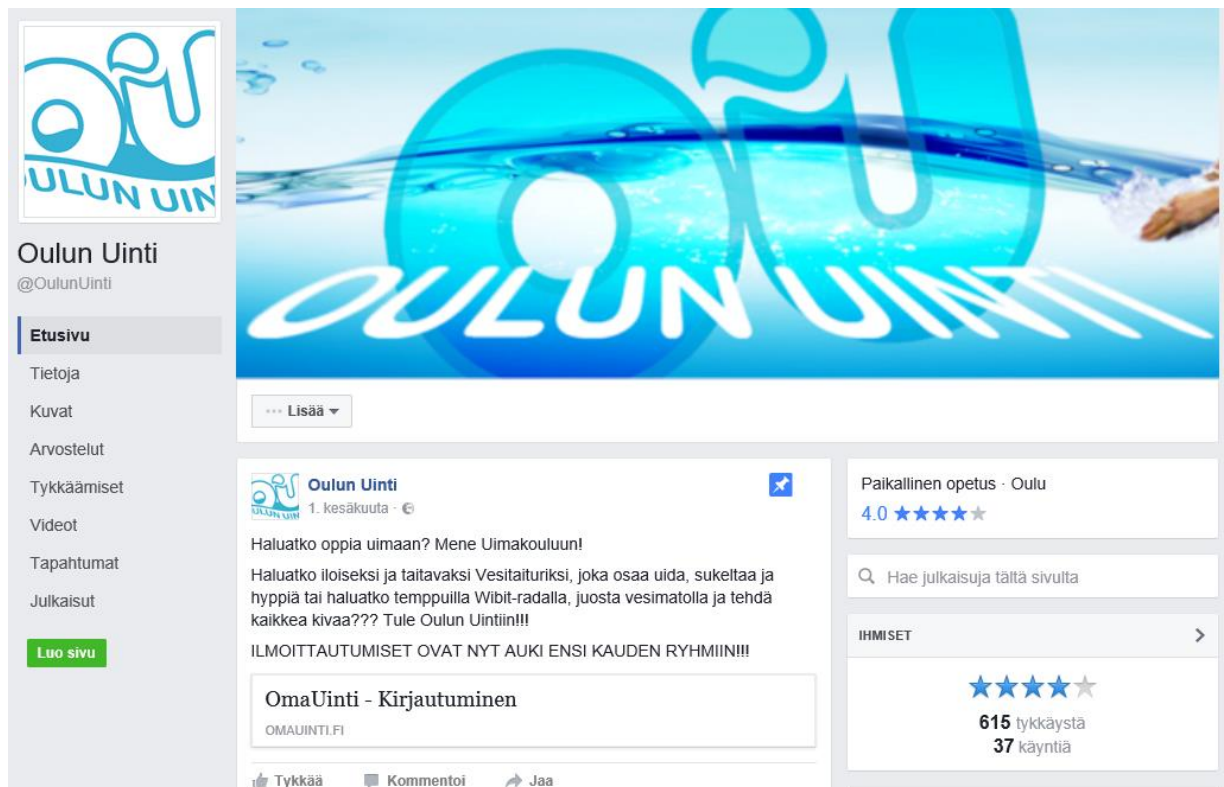 OULUN UIN
Oulun Uinti
@OulunUinti
Etusivu
Tietoja
Kuvat
Arvostelut
Tykkäämiset
Videot
Tapahtumat
Julkaisut
Luo sivu
OULUN UINTI
Lisää
Oulun Uinti
1. kesäkuuta ·
Haluatko oppia uimaan? Mene Uimakouluun!
Haluatko iloiseksi ja taitavaksi Vesitaituriksi, joka osaa uida, sukeltaa ja
hyppiä tai haluatko temppuilla Wibit-radalla, juosta vesimatolla ja tehdä
kaikkea kivaa??? Tule Oulun Uintiin!!!
ILMOITTAUTUMISET OVAT NYT AUKI ENSI KAUDEN RYHMIIN!!!
OmaUinti - Kirjautuminen
OMAUINTI.FI
Tykkää Kommentoi Jaa
Paikallinen opetus · Oulu
4.0 ★★★★★
Hae julkaisuja tältä sivulta
IHMISET
615 tykkäystä
37 käyntiä